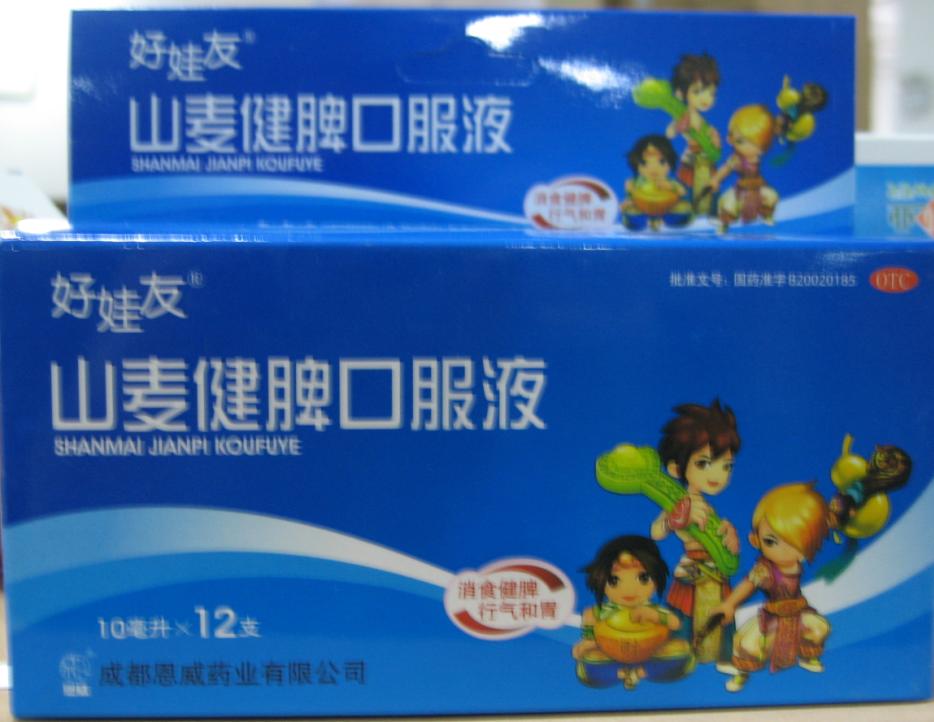 好娃友®
山麦健脾口服液
SHANMAI JIANPI KOUFUYE
消食健脾
行气和胃
好娃友®
批准文号：国药准字B20020185 OTC
山麦健脾口服液
SHANMAI JIANPI KOUFUYE
消食健脾
行气和胃
10毫升×12支
成都恩威药业有限公司